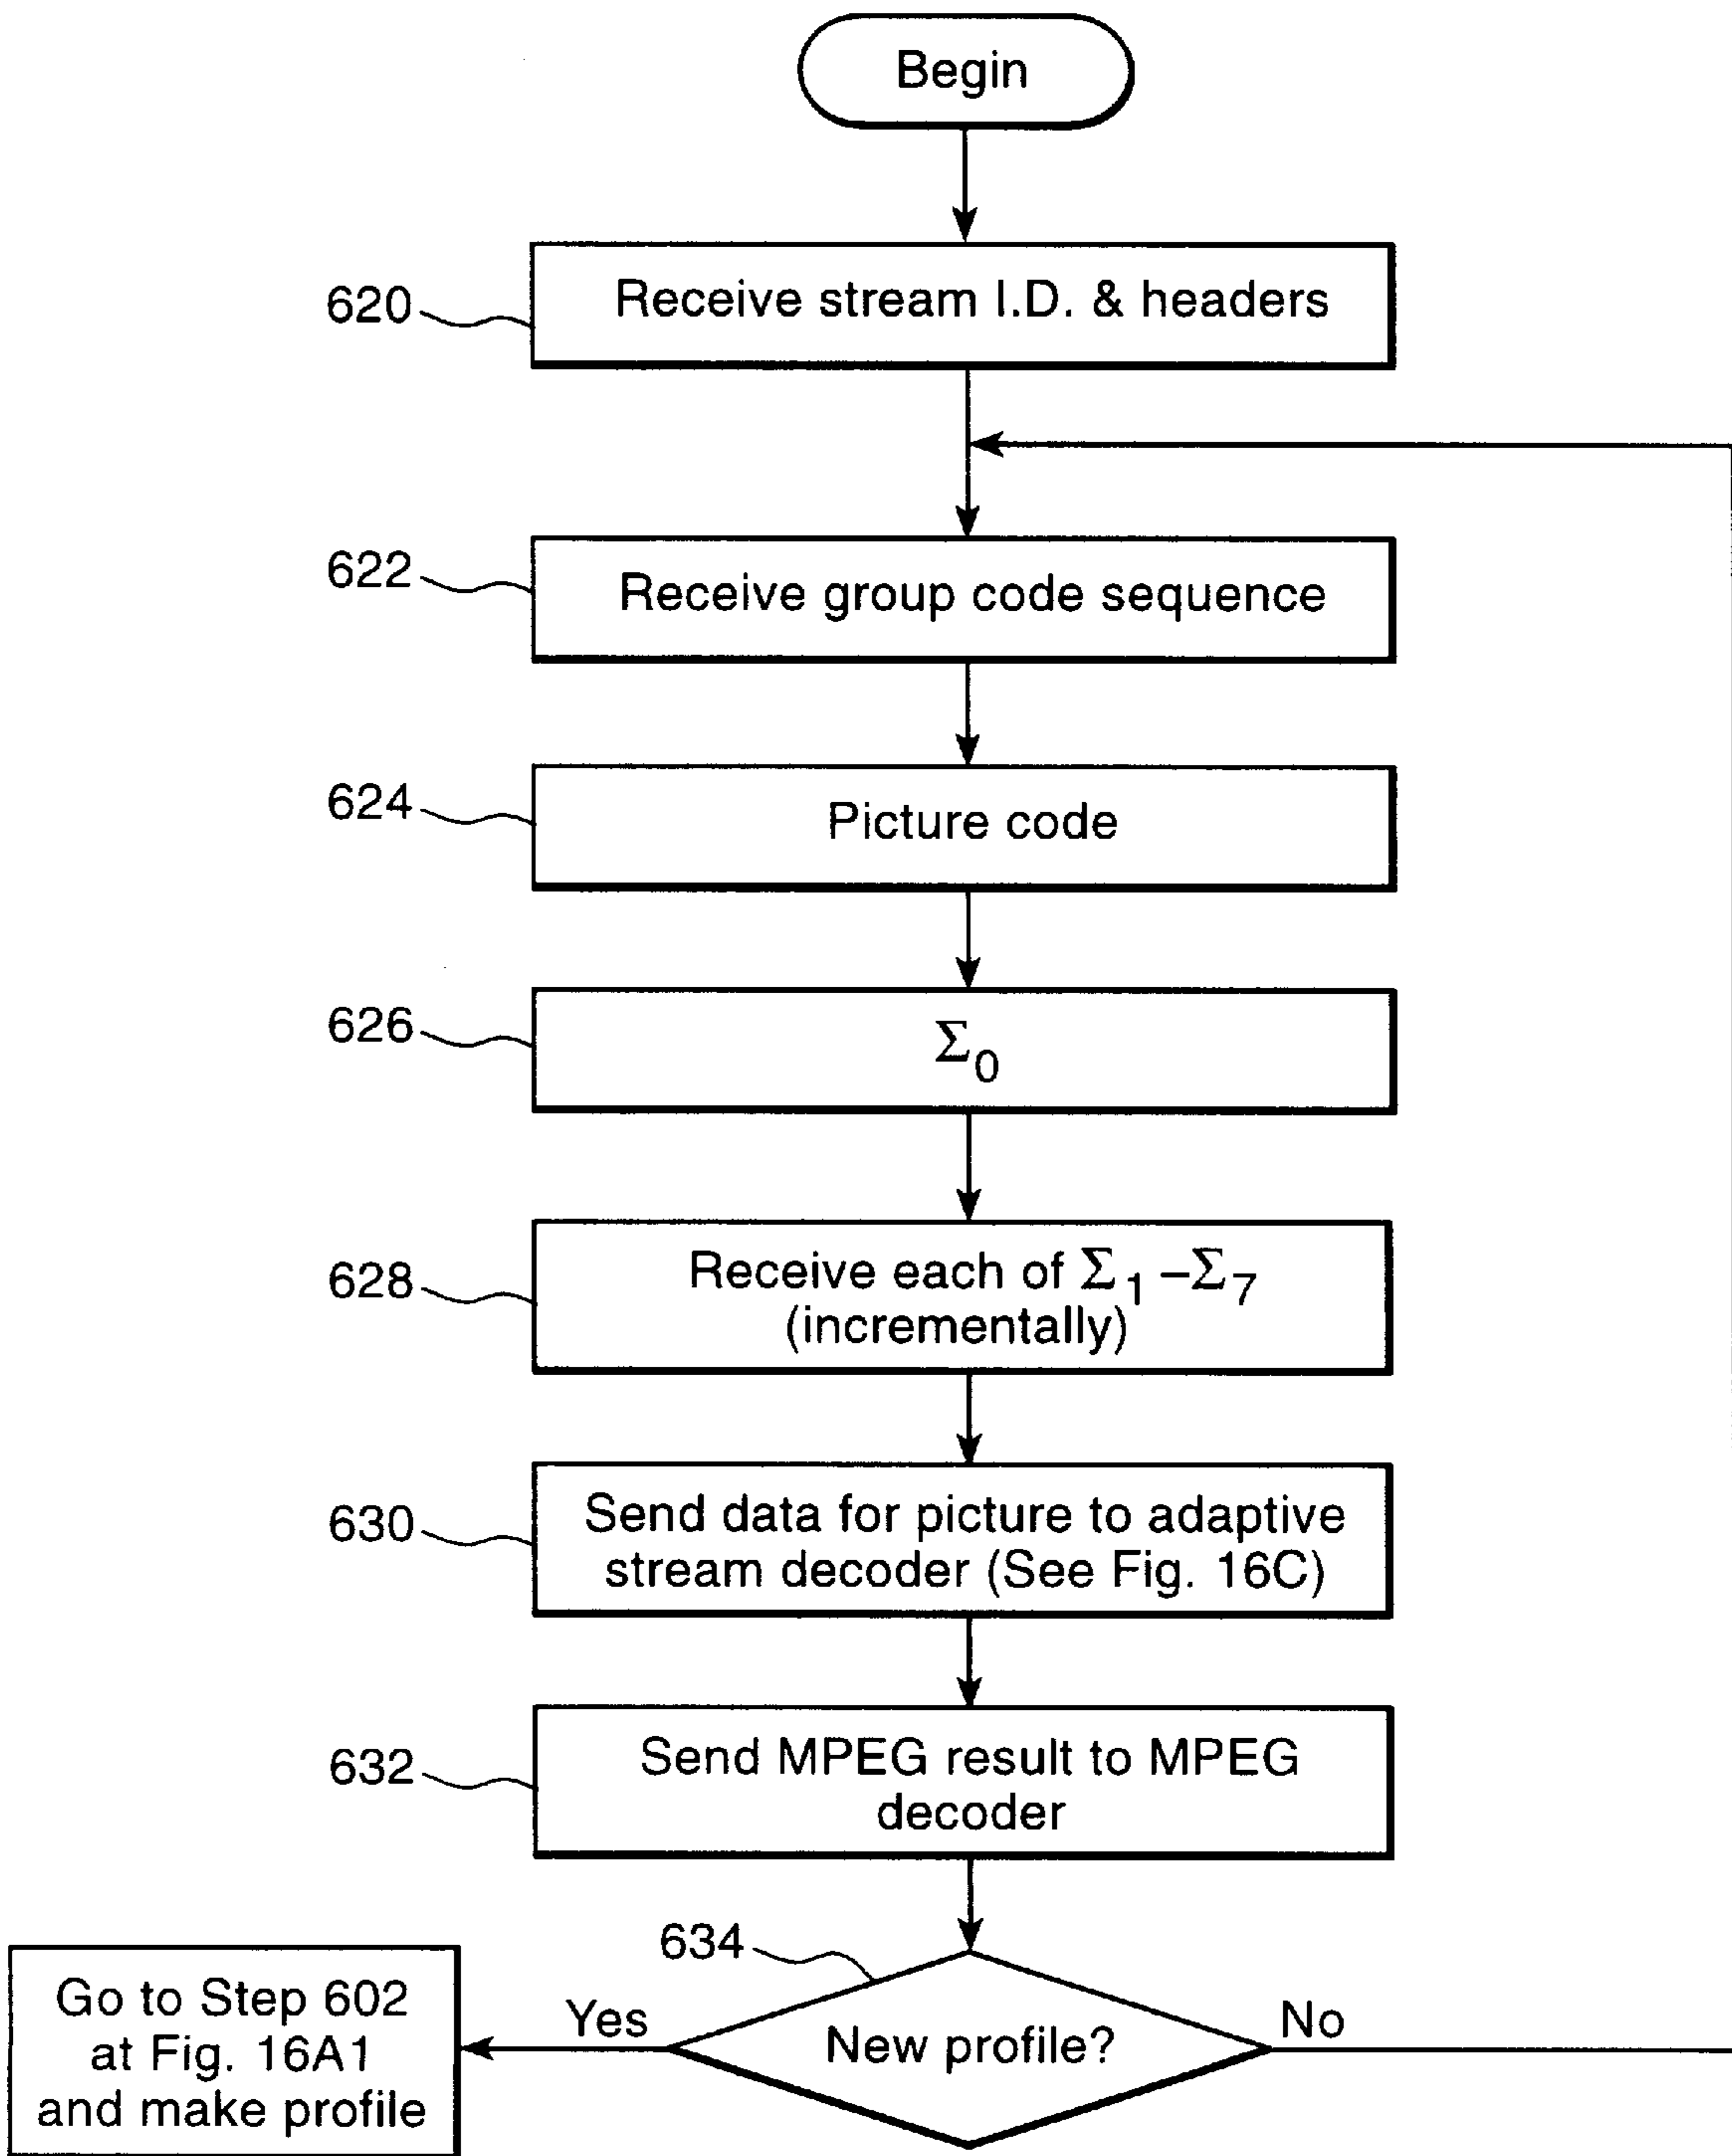 Begin
620
Receive stream I.D. & headers
622
Receive group code sequence
624
Picture code
626
Σ₀
628
Receive each of Σ₁ –Σ₇
(incrementally)
630
Send data for picture to adaptive
stream decoder (See Fig. 16C)
632
Send MPEG result to MPEG
decoder
634
New profile?
Yes
No
Go to Step 602
at Fig. 16A1
and make profile